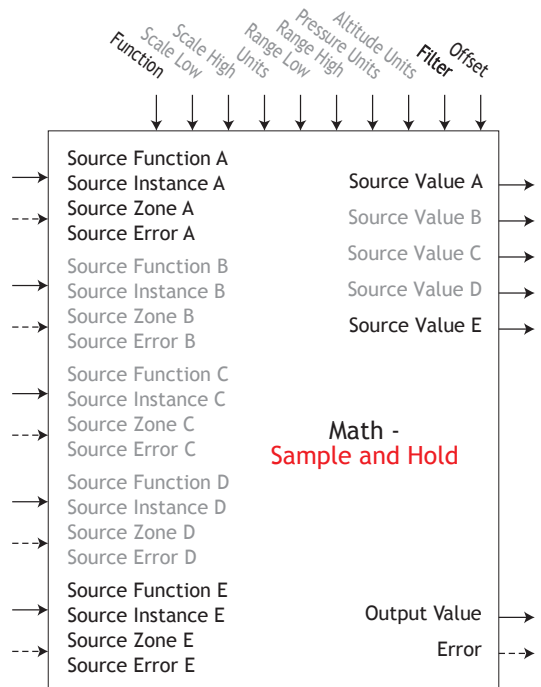 Function
Scale Low
Scale High
Units
Range Low
Range High
Pressure Units
Altitude Units
Filter
Offset
Source Function A
Source Instance A
Source Zone A
Source Error A
Source Function B
Source Instance B
Source Zone B
Source Error B
Source Function C
Source Instance C
Source Zone C
Source Error C
Source Function D
Source Instance D
Source Zone D
Source Error D
Source Function E
Source Instance E
Source Zone E
Source Error E
Source Value A
Source Value B
Source Value C
Source Value D
Source Value E
Math -
Sample and Hold
Output Value
Error